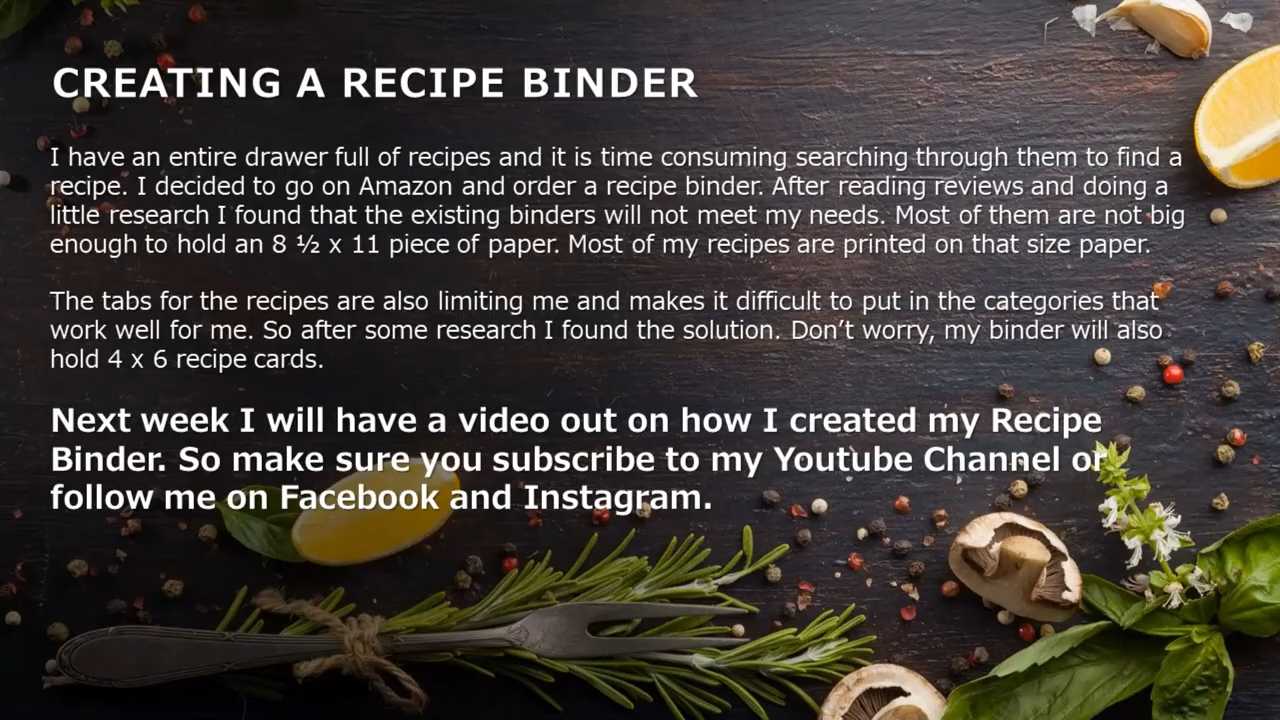 CREATING A RECIPE BINDER
I have an entire drawer full of recipes and it is time consuming searching through them to find a
recipe. I decided to go on Amazon and order a recipe binder. After reading reviews and doing a
little research I found that the existing binders will not meet my needs. Most of them are not big
enough to hold an 8 ½ x 11 piece of paper. Most of my recipes are printed on that size paper.
The tabs for the recipes are also limiting me and makes it difficult to put in the categories that
work well for me. So after some research I found the solution. Don’t worry, my binder will also
hold 4 x 6 recipe cards.
Next week I will have a video out on how I created my Recipe
Binder. So make sure you subscribe to my Youtube Channel or
follow me on Facebook and Instagram.